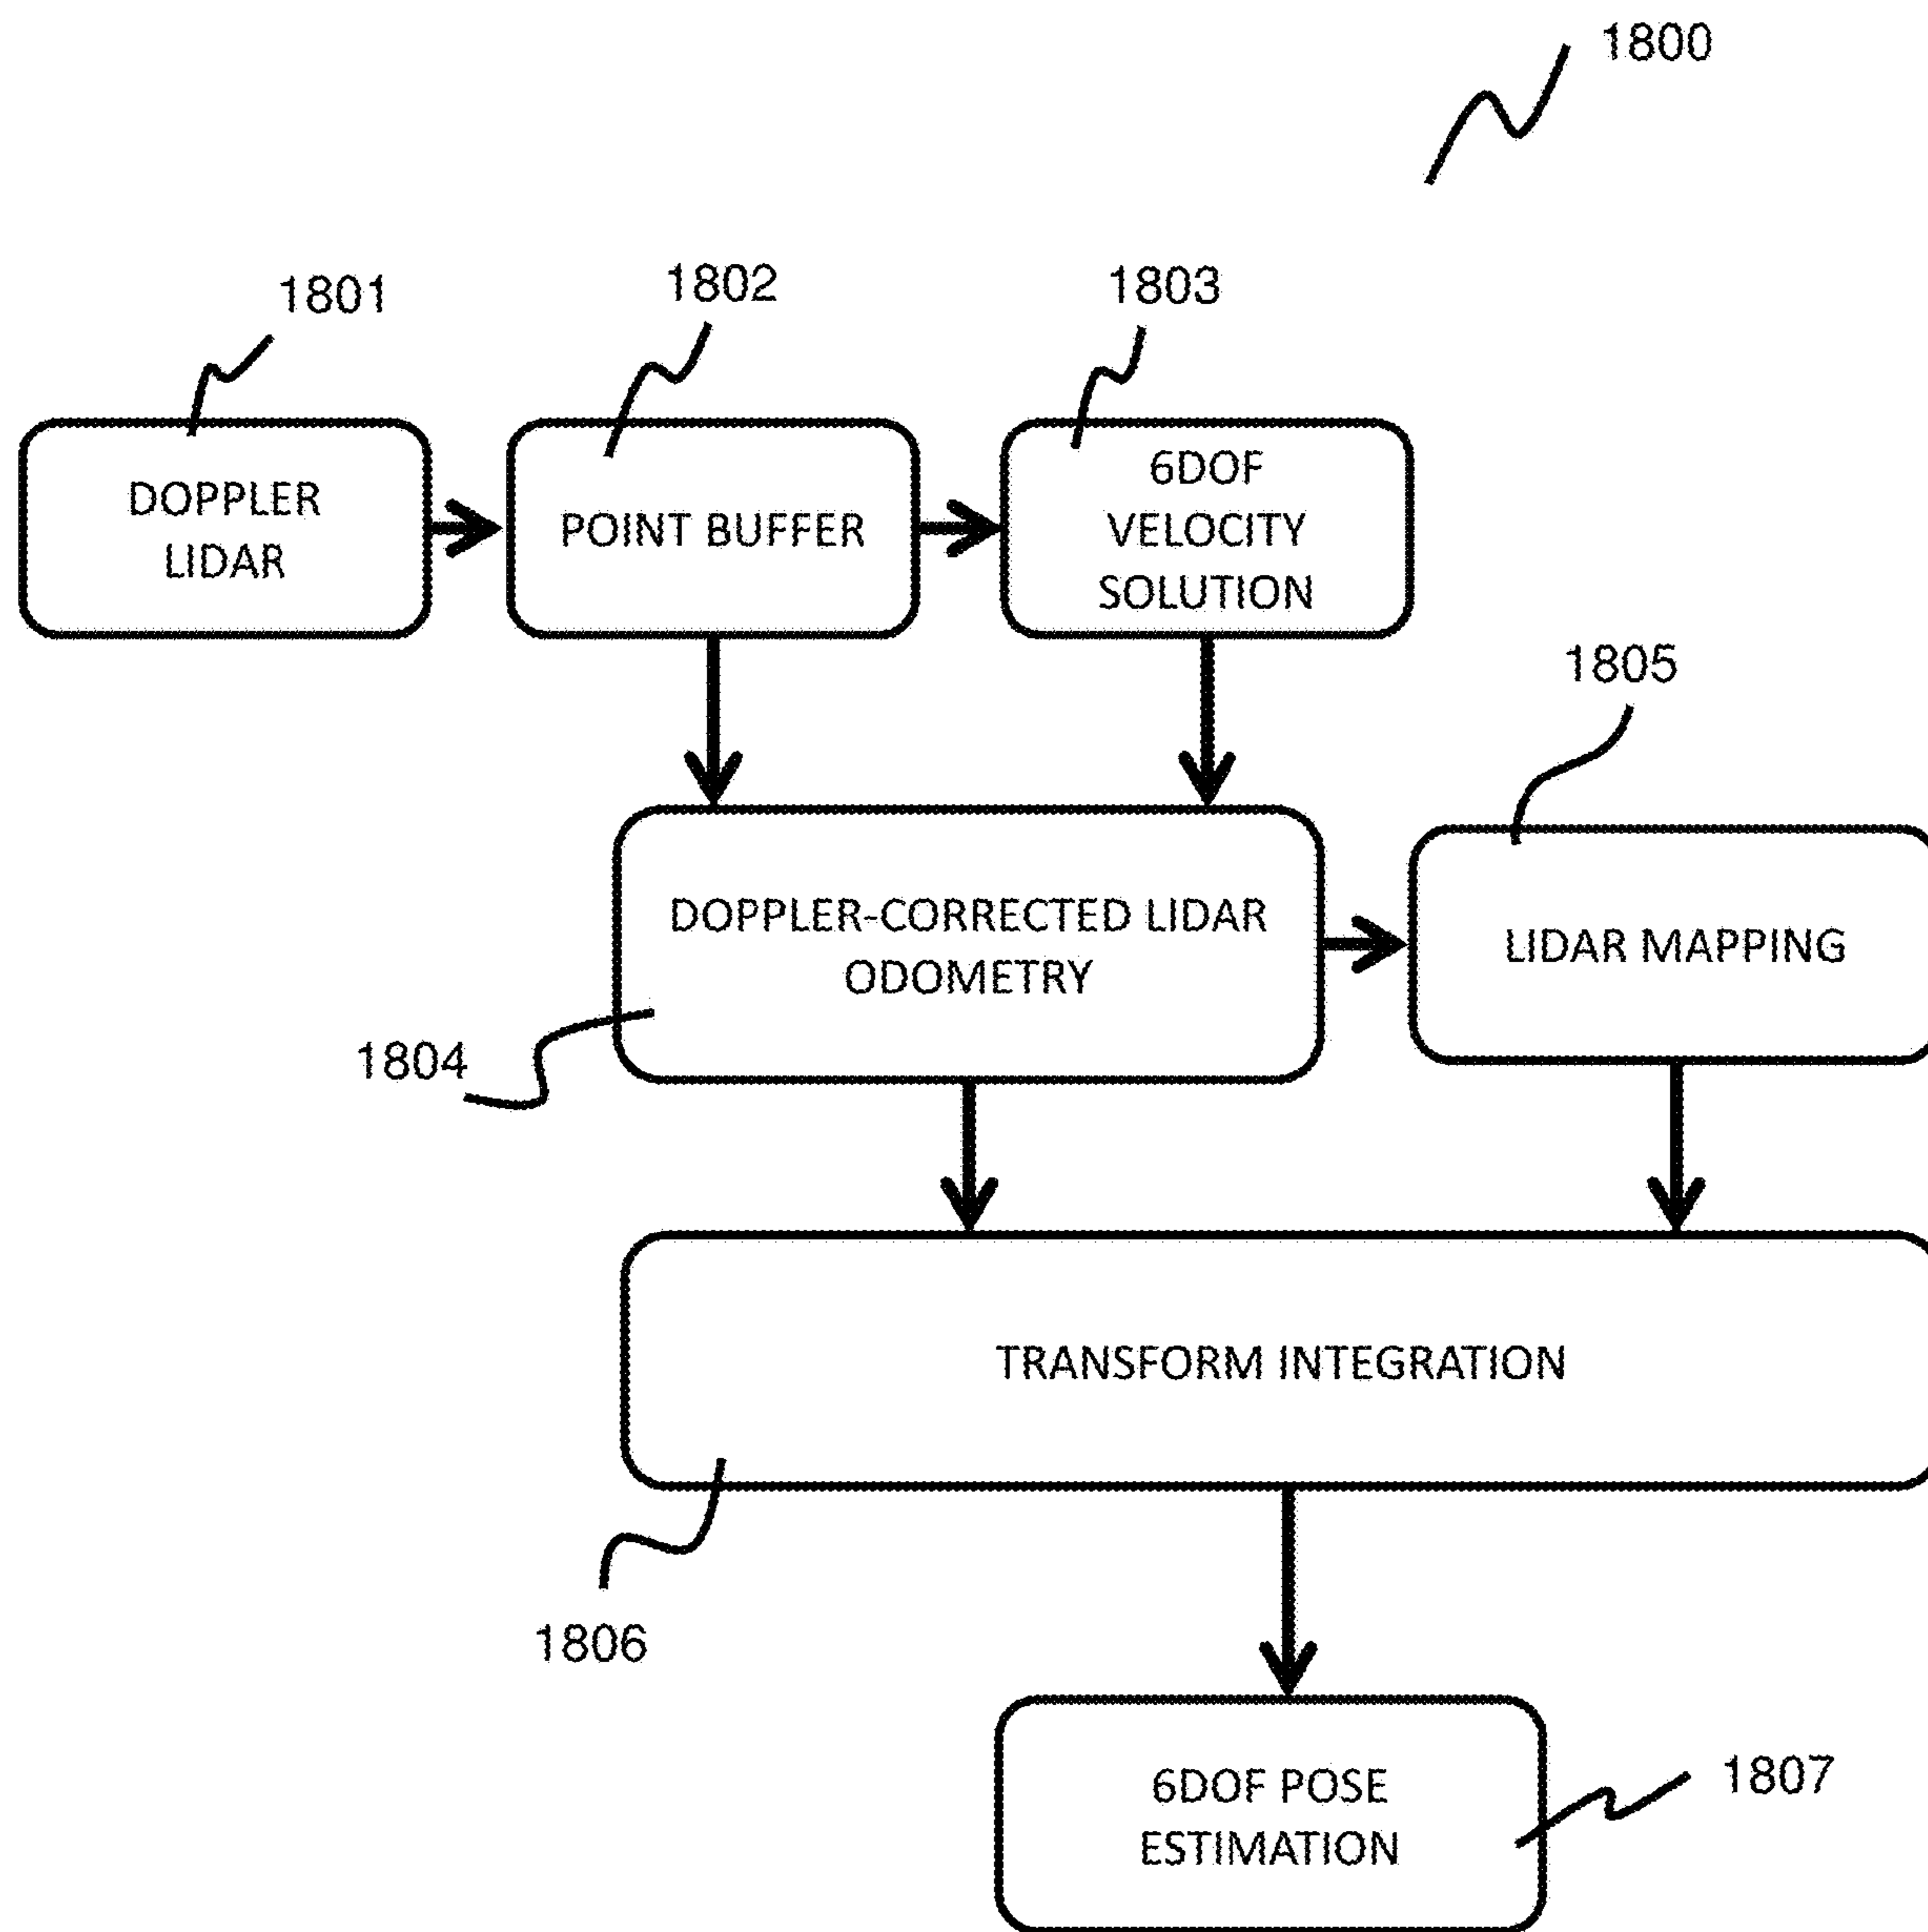 1800
1801
1802
1803
DOPPLER
LIDAR
POINT BUFFER
6DOF
VELOCITY
SOLUTION
1805
DOPPLER-CORRECTED LIDAR
ODOMETRY
LIDAR MAPPING
1804
TRANSFORM INTEGRATION
1806
6DOF POSE
ESTIMATION
1807